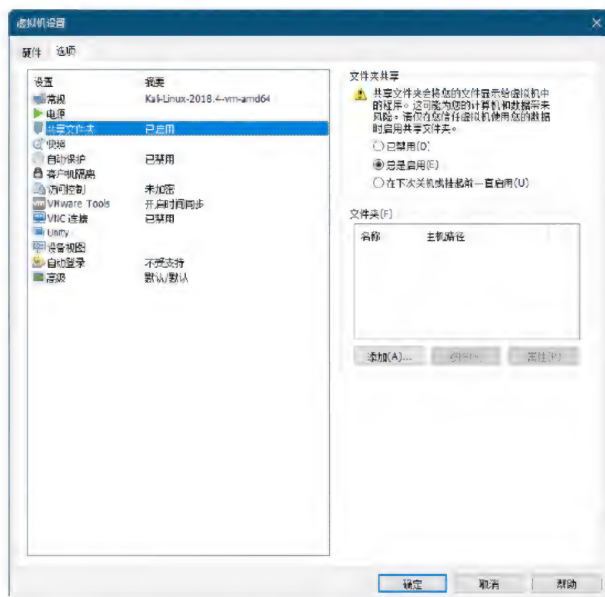 虚拟机设置
硬件 选项
设置 摘要
常规 Kali-Linux-2018.4-vm-amd64
电源
共享文件夹 已启用
快照
自动保护 已禁用
客户机隔离
访问控制 未加密
VMware Tools 开启时间同步
VNC 连接 已禁用
Unity
设备视图
自动登录 不受支持
高级 默认/默认
文件夹共享
共享文件夹会将您的文件显示给虚拟机中
的程序。这可能为您的计算机和数据带来
风险。请仅在您信任虚拟机使用您的数据
时启用共享文件夹。
已禁用(D)
总是启用(E)
在下次关机或挂起前一直启用(U)
文件夹(F)
名称 主机路径
添加(A)... 属性(P)
确定 取消 帮助